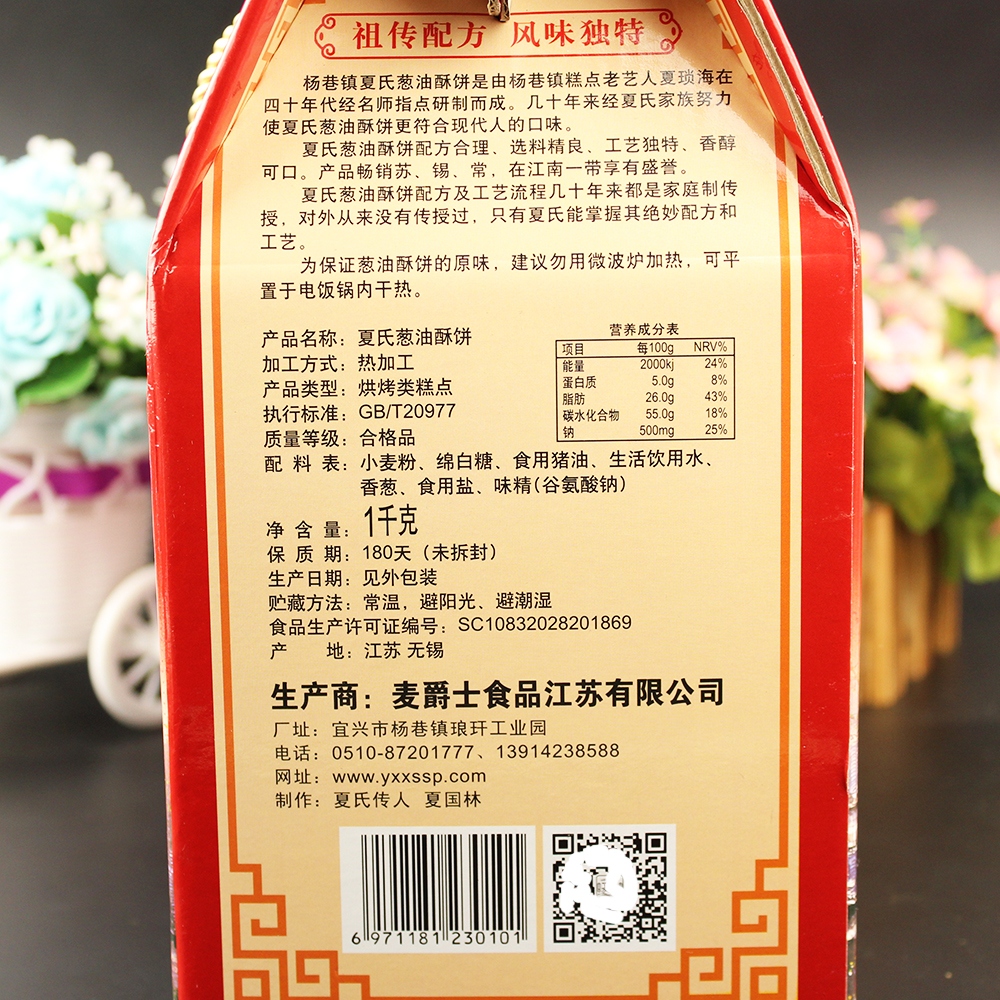 祖传配方 风味独特
杨巷镇夏氏葱油酥饼是由杨巷镇糕点老艺人夏琐海在
四十年代经名师指点研制而成。几十年来经夏氏家族努力
使夏氏葱油酥饼更符合现代人的口味。
夏氏葱油酥饼配方合理、选料精良、工艺独特、香醇
可口。产品畅销苏、锡、常，在江南一带享有盛誉。
夏氏葱油酥饼配方及工艺流程几十年来都是家庭制传
授，对外从来没有传授过，只有夏氏能掌握其绝妙配方和
工艺。
为保证葱油酥饼的原味，建议勿用微波炉加热，可平
置于电饭锅内干热。
产品名称：夏氏葱油酥饼
加工方式：热加工
产品类型：烘烤类糕点
执行标准：GB/T20977
质量等级：合格品
配 料 表：小麦粉、绵白糖、食用猪油、生活饮用水、
香葱、食用盐、味精（谷氨酸钠）
净 含 量：1千克
保 质 期：180天（未拆封）
生产日期：见外包装
贮藏方法：常温，避阳光、避潮湿
食品生产许可证编号：SC10832028201869
产 地：江苏 无锡
营养成分表
项目 每100g NRV%
能量 2000kj 24%
蛋白质 5.0g 8%
脂肪 26.0g 43%
碳水化合物 55.0g 18%
钠 500mg 25%
生产商：麦爵士食品江苏有限公司
厂址：宜兴市杨巷镇琅玕工业园
电话：0510-87201777、13914238588
网址：www.yxxssp.com
制作：夏氏传人 夏国林
6 971181 230101